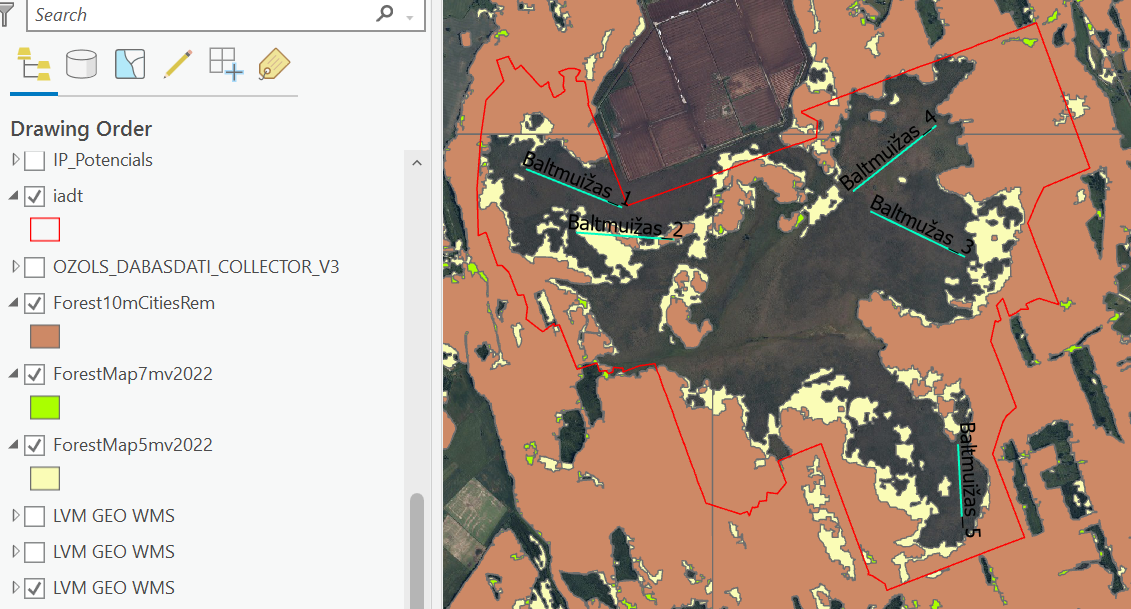 Search
Drawing Order
IP_Potencials
iadt
OZOLS_DABASDATI_COLLECTOR_V3
Forest10mCitiesRem
ForestMap7mv2022
ForestMap5mv2022
LVM GEO WMS
LVM GEO WMS
LVM GEO WMS
Baltmuižas_1
Baltmuižas_2
Baltmuižas_4
Baltmužas_3
Baltmuižas_5